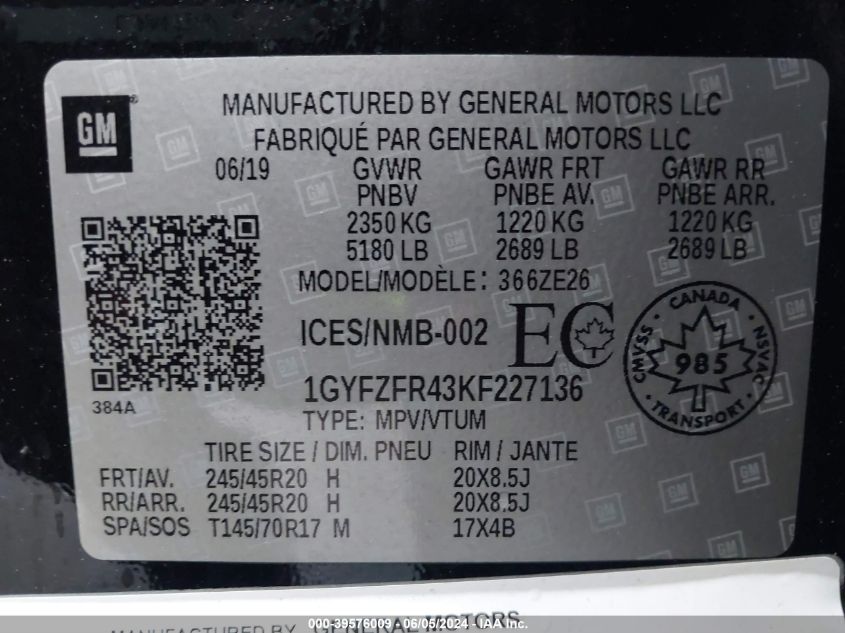 GM
MANUFACTURED BY GENERAL MOTORS LLC
FABRIQUÉ PAR GENERAL MOTORS LLC
06/19 GVWR GAWR FRT GAWR RR
PNBV PNBE AV. PNBE ARR.
2350 KG 1220 KG 1220 KG
5180 LB 2689 LB 2689 LB
MODEL/MODÈLE: 366ZE26
ICES/NMB-002 EC
CANADA
CMVSS 985 NSVAC
TRANSPORT
1GYFZFR43KF227136
384A
TYPE: MPV/VTUM
TIRE SIZE / DIM. PNEU RIM / JANTE
FRT/AV. 245/45R20 H 20X8.5J
RR/ARR. 245/45R20 H 20X8.5J
SPA/SOS T145/70R17 M 17X4B
MANUFACTURED BY GENERAL MOTORS
000-39576009 - 06/05/2024 - IAA Inc.